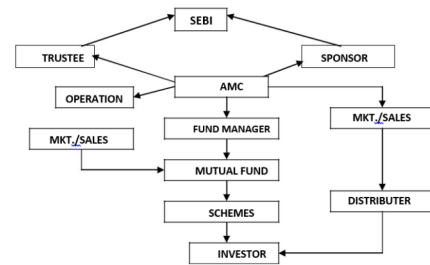 SEBI
TRUSTEE
SPONSOR
AMC
OPERATION
MKT./SALES
FUND MANAGER
MKT./SALES
MUTUAL FUND
SCHEMES
DISTRIBUTER
INVESTOR